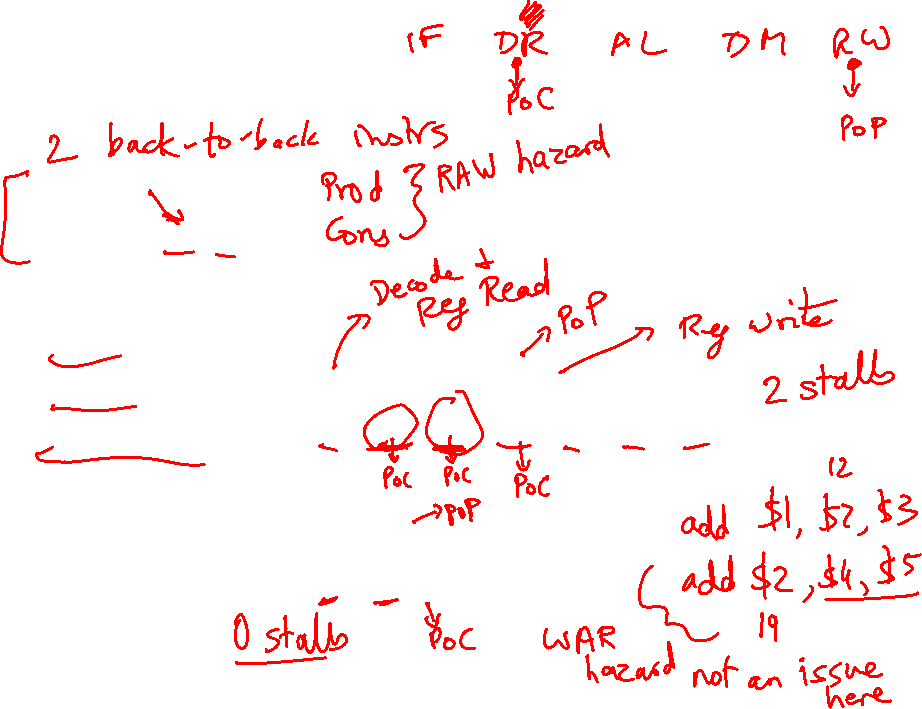 IF DR AL DM RW
PoC
PoP
2 back-to-back instrs
Prod
Cons
RAW hazard
Decode +
Reg Read
PoP
Reg write
2 stalls
PoC PoC PoC
PoP
12
add $1, $2, $3
add $2, $4, $5
19
0 stalls PoC WAR
hazard not an issue
here